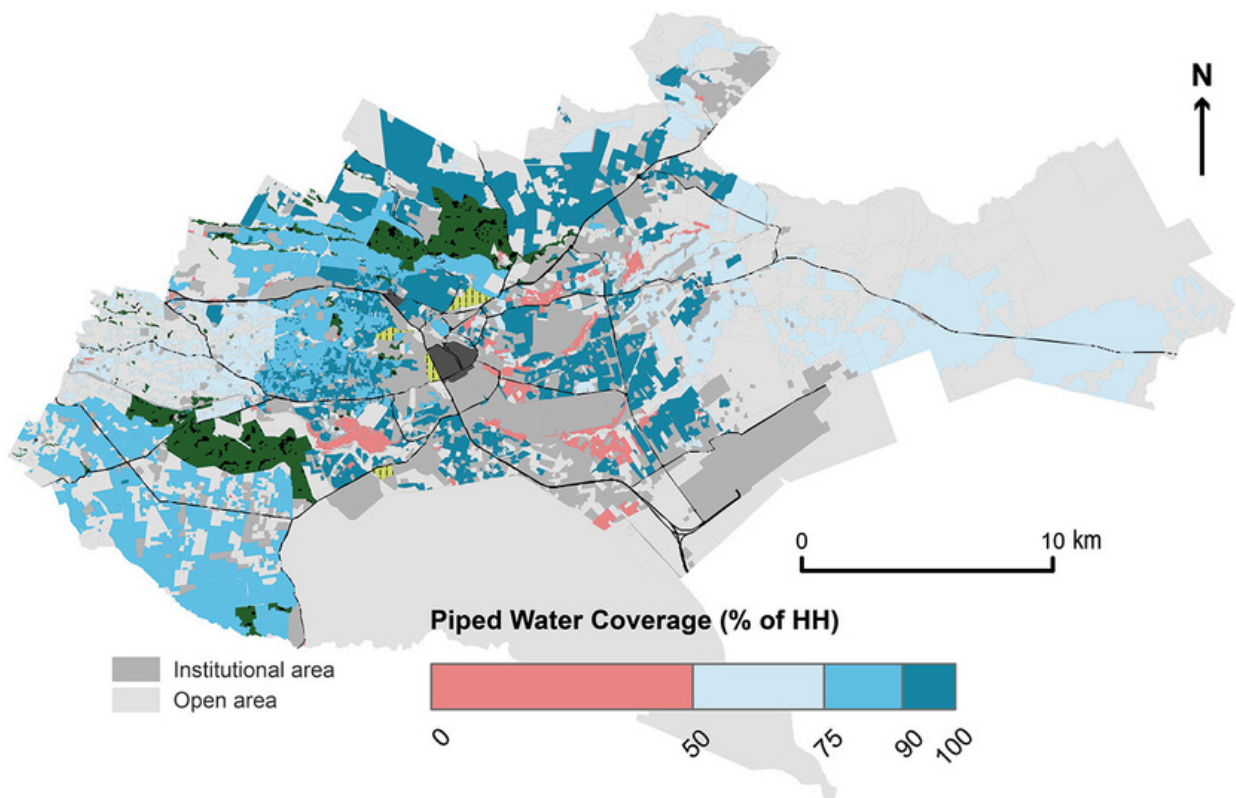 N
0 10 km
Piped Water Coverage (% of HH)
Institutional area
Open area
0 50 75 90 100